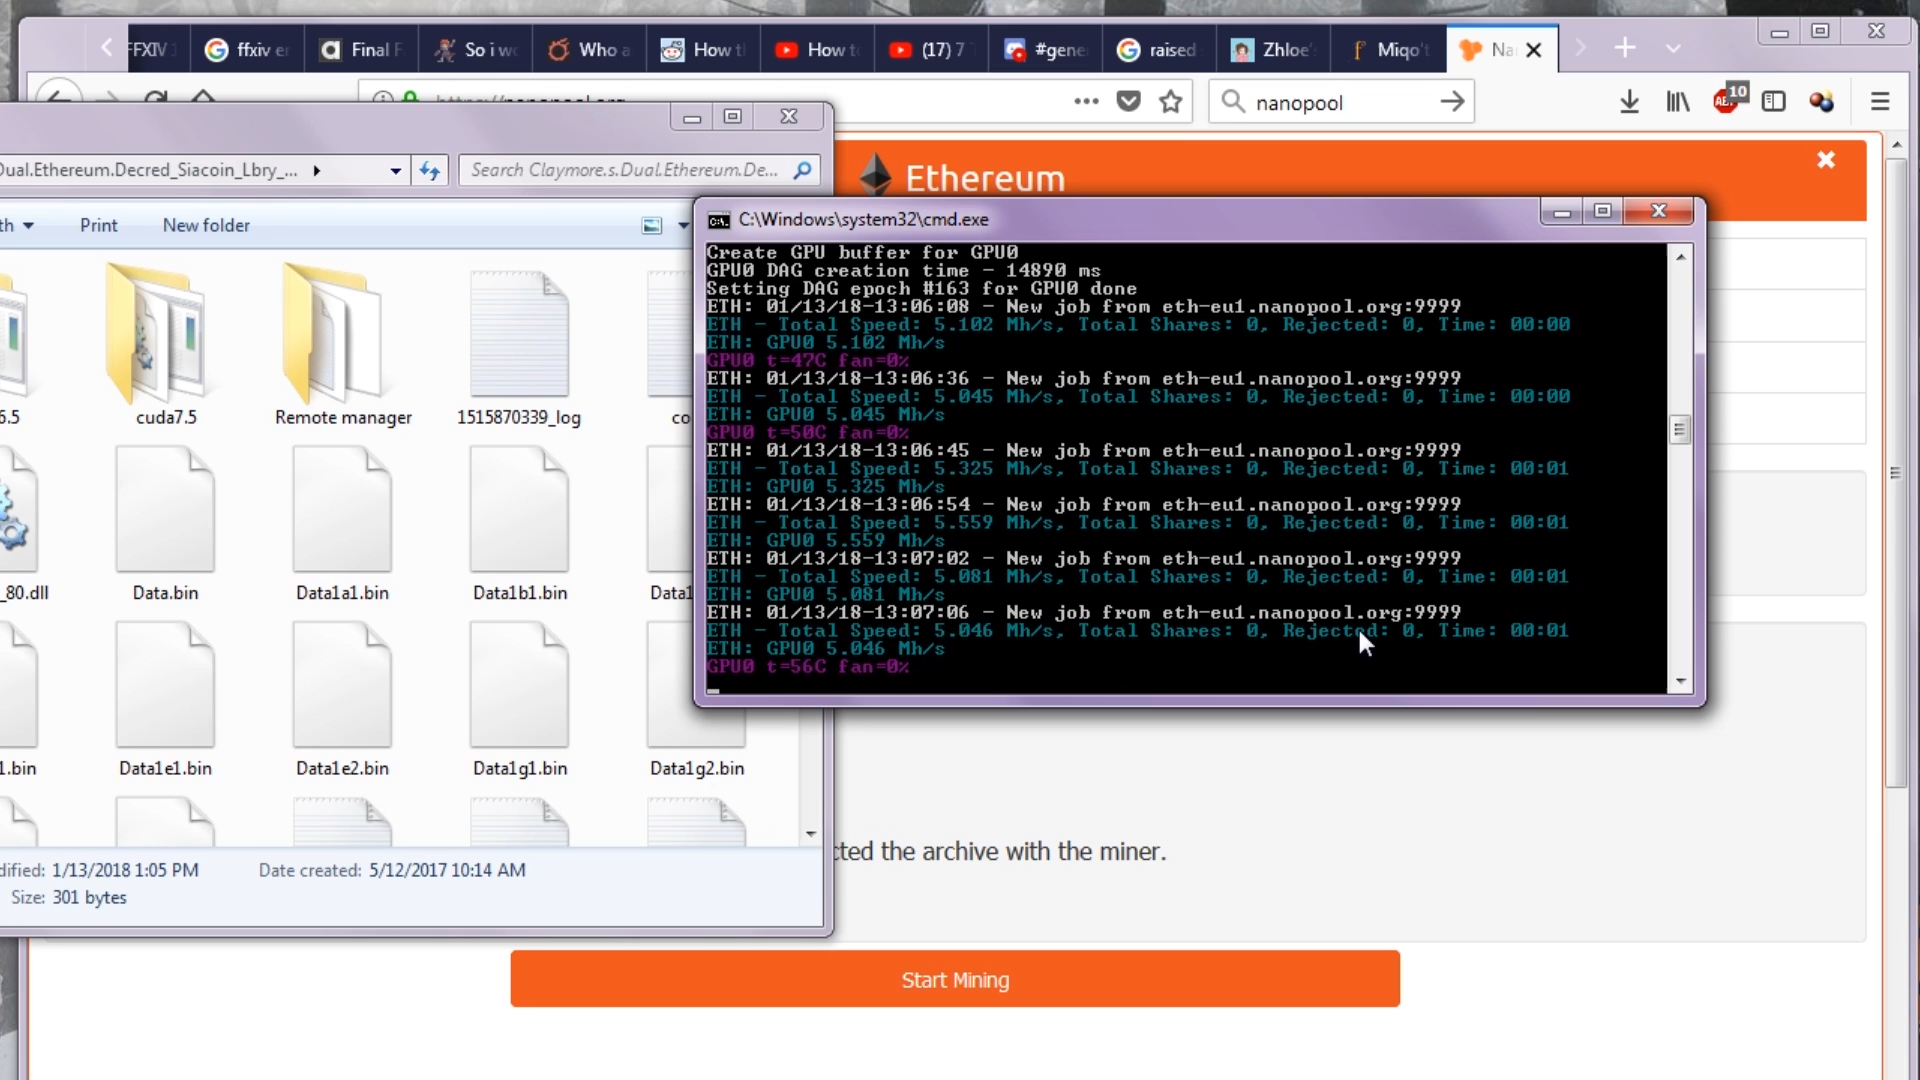 FFXIV
ffxiv er
Final F
So i w
Who a
How t
How to
(17) 7
#gene
raised
Zhloe'
Miqo't
Na
nanopool
10
Dual.Ethereum.Decred_Siacoin_Lbry_...
Search Claymore.s.Dual.Ethereum.De...
Ethereum
th
Print
New folder
C:\Windows\system32\cmd.exe
Create GPU buffer for GPU0
GPU0 DAG creation time - 14890 ms
Setting DAG epoch #163 for GPU0 done
ETH: 01/13/18-13:06:08 - New job from eth-eu1.nanopool.org:9999
ETH - Total Speed: 5.102 Mh/s, Total Shares: 0, Rejected: 0, Time: 00:00
ETH: GPU0 5.102 Mh/s
GPU0 t=47C fan=0%
ETH: 01/13/18-13:06:36 - New job from eth-eu1.nanopool.org:9999
ETH - Total Speed: 5.045 Mh/s, Total Shares: 0, Rejected: 0, Time: 00:00
ETH: GPU0 5.045 Mh/s
GPU0 t=50C fan=0%
ETH: 01/13/18-13:06:45 - New job from eth-eu1.nanopool.org:9999
ETH - Total Speed: 5.325 Mh/s, Total Shares: 0, Rejected: 0, Time: 00:01
ETH: GPU0 5.325 Mh/s
ETH: 01/13/18-13:06:54 - New job from eth-eu1.nanopool.org:9999
ETH - Total Speed: 5.559 Mh/s, Total Shares: 0, Rejected: 0, Time: 00:01
ETH: GPU0 5.559 Mh/s
ETH: 01/13/18-13:07:02 - New job from eth-eu1.nanopool.org:9999
ETH - Total Speed: 5.081 Mh/s, Total Shares: 0, Rejected: 0, Time: 00:01
ETH: GPU0 5.081 Mh/s
ETH: 01/13/18-13:07:06 - New job from eth-eu1.nanopool.org:9999
ETH - Total Speed: 5.046 Mh/s, Total Shares: 0, Rejected: 0, Time: 00:01
ETH: GPU0 5.046 Mh/s
GPU0 t=56C fan=0%
6.5
cuda7.5
Remote manager
1515870339_log
co
_80.dll
Data.bin
Data1a1.bin
Data1b1.bin
Data1
1.bin
Data1e1.bin
Data1e2.bin
Data1g1.bin
Data1g2.bin
dified: 1/13/2018 1:05 PM
Date created: 5/12/2017 10:14 AM
Size: 301 bytes
cted the archive with the miner.
Start Mining